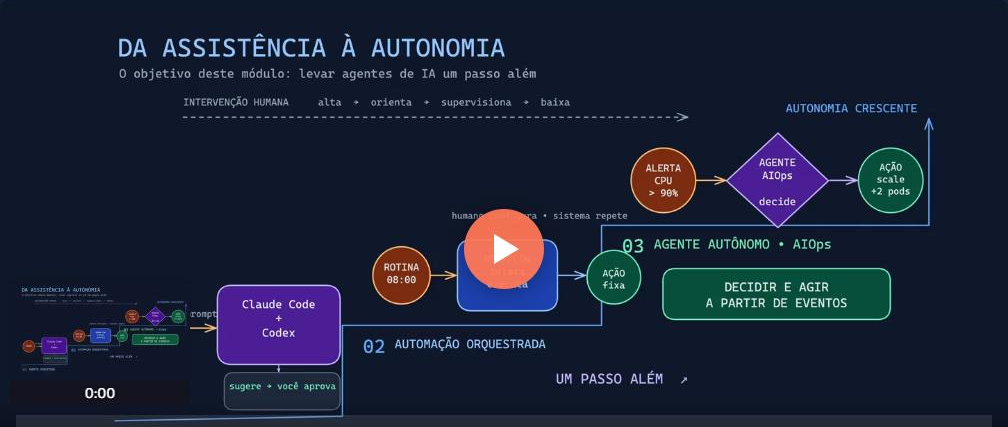 DA ASSISTÊNCIA À AUTONOMIA
O objetivo deste módulo: levar agentes de IA um passo além
INTERVENÇÃO HUMANA alta → orienta → supervisiona → baixa
AUTONOMIA CRESCENTE
ALERTA
CPU
> 90%
AGENTE
AIOps
decide
AÇÃO
scale
+2 pods
sistema repete
03 AGENTE AUTÔNOMO • AIOps
DECIDIR E AGIR
A PARTIR DE EVENTOS
ROTINA
08:00
AÇÃO
fixa
Claude Code
+
Codex
02 AUTOMAÇÃO ORQUESTRADA
sugere → você aprova
UM PASSO ALÉM ↗
0:00